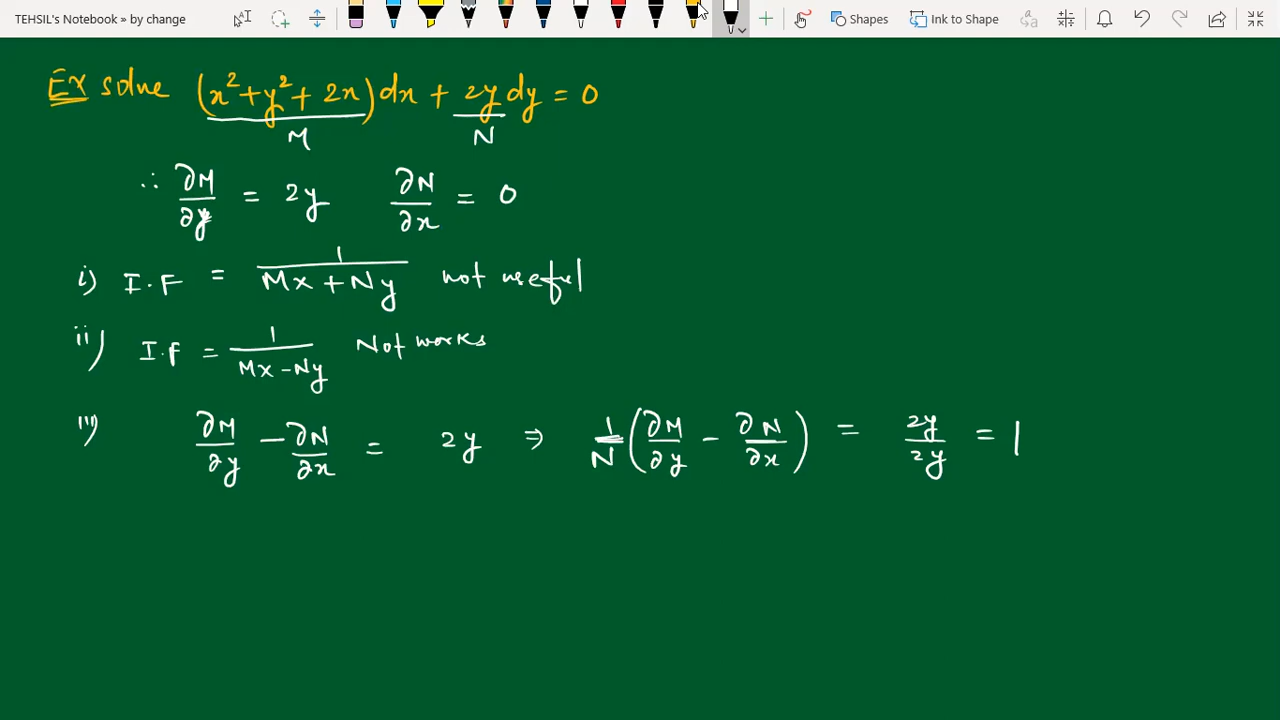 TEHSIL's Notebook » by change
Shapes
Ink to Shape
Ex solve (x²+y²+2x)dx + 2y dy = 0
M N
∴ ∂M/∂y = 2y ∂N/∂x = 0
i) I.F = 1/(Mx+Ny) not useful
ii) I.F = 1/(Mx-Ny) Not works
iii) ∂M/∂y - ∂N/∂x = 2y ⇒ 1/N (∂M/∂y - ∂N/∂x) = 2y/2y = 1